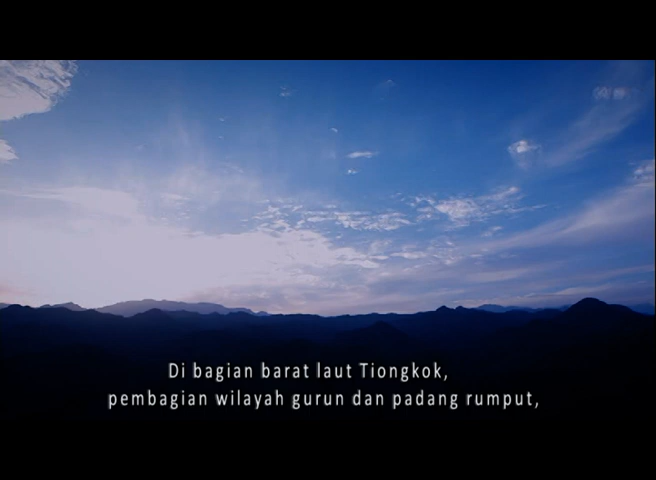 Di bagian barat laut Tiongkok,
pembagian wilayah gurun dan padang rumput,